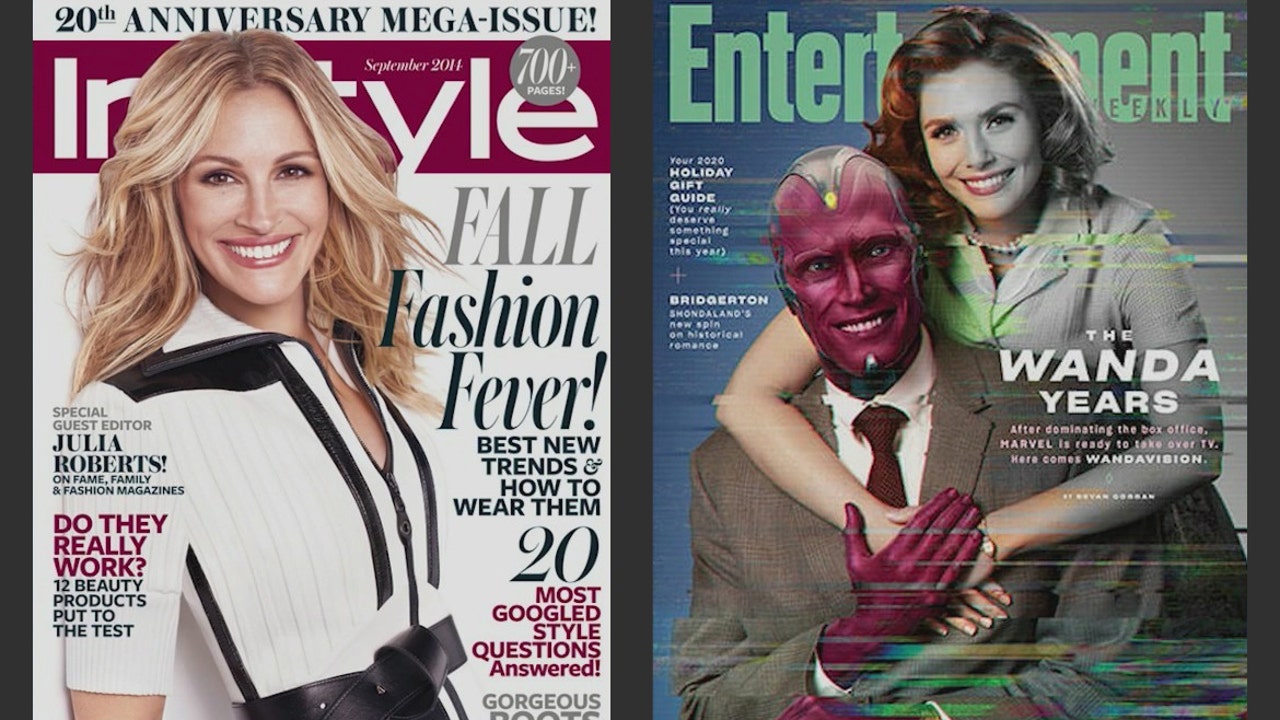 20th ANNIVERSARY MEGA-ISSUE!
InStyle
September 2014
700+
PAGES!
FALL
Fashion
Fever!
BEST NEW
TRENDS &
HOW TO
WEAR THEM
SPECIAL
GUEST EDITOR
JULIA
ROBERTS!
ON FAME, FAMILY
& FASHION MAGAZINES
DO THEY
REALLY
WORK?
12 BEAUTY
PRODUCTS
PUT TO
THE TEST
20
MOST
GOOGLED
STYLE
QUESTIONS
Answered!
GORGEOUS
BOOTS
Entertainment
WEEKLY
Your 2020
HOLIDAY
GIFT
GUIDE
(You really
deserve
something
special
this year)
+
BRIDGERTON
SHONDALAND'S
new spin
on historical
romance
THE
WANDA
YEARS
After dominating the box office,
MARVEL is ready to take over TV.
Here comes WANDAVISION.